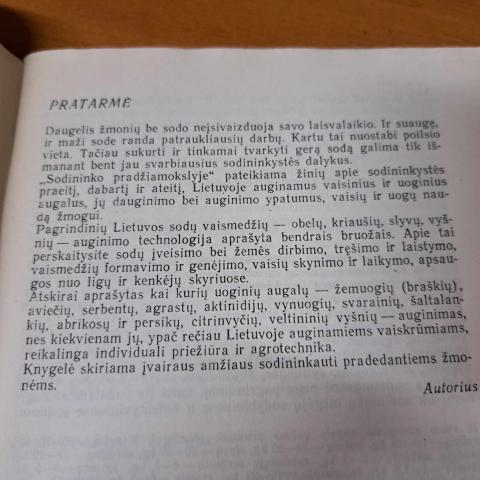 PRATARMĖ
Daugelis žmonių be sodo neįsivaizduoja savo laisvalaikio. Ir suaugę,
ir maži sode randa patraukliausių darbų. Kartu tai nuostabi poilsio
vieta. Tačiau sukurti ir tinkamai tvarkyti gerą sodą galima tik iš-
manant bent jau svarbiausius sodininkystės dalykus.
„Sodininko pradžiamokslyje“ pateikiama žinių apie sodininkystės
praeitį, dabartį ir ateitį, Lietuvoje auginamus vaisinius ir uoginius
augalus, jų dauginimo bei auginimo ypatumus, vaisių ir uogų nau-
dą žmogui.
Pagrindinių Lietuvos sodų vaismedžių — obelų, kriaušių, slyvų, vyš-
nių — auginimo technologija aprašyta bendrais bruožais. Apie tai
perskaitysite sodų įveisimo bei žemės dirbimo, tręšimo ir laistymo,
vaismedžių formavimo ir genėjimo, vaisių skynimo ir laikymo, apsau-
gos nuo ligų ir kenkėjų skyriuose.
Atskirai aprašytas kai kurių uoginių augalų — žemuogių (braškių),
aviečių, serbentų, agrastų, aktinidijų, vynuogių, svarainių, šaltalan-
kių, abrikosų ir persikų, citrinvyčių, veltininių vyšnių — auginimas,
nes kiekvienam jų, ypač rečiau Lietuvoje auginamiems vaiskrūmiams,
reikalinga individuali priežiūra ir agrotechnika.
Knygelė skiriama įvairaus amžiaus sodininkauti pradedantiems žmo-
nėms.
Autorius